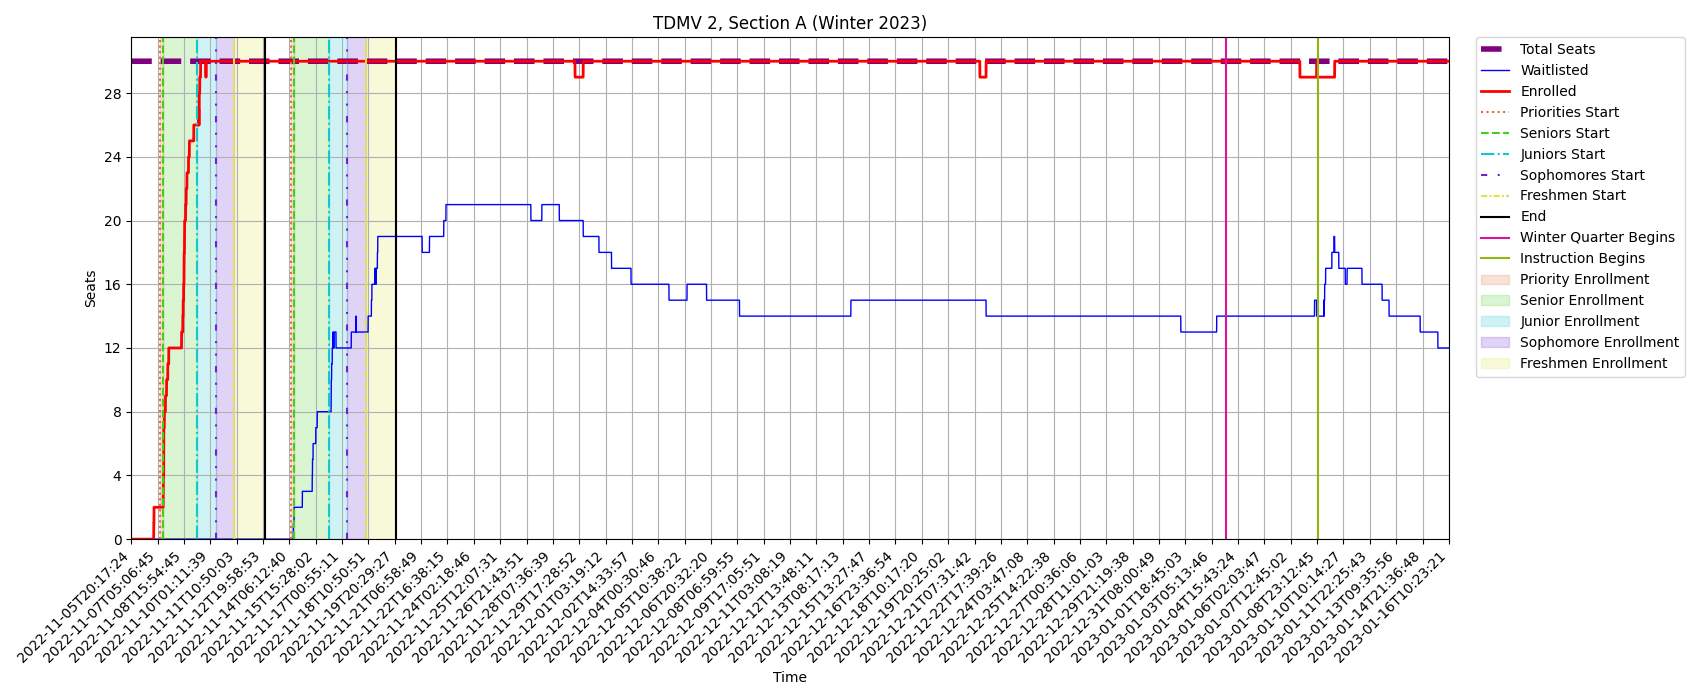 TDMV 2, Section A (Winter 2023)
Seats
28
24
20
16
12
8
4
0
2022-11-05T20:17:24
2022-11-07T05:06:45
2022-11-08T15:54:45
2022-11-10T01:11:39
2022-11-11T10:50:03
2022-11-12T19:58:53
2022-11-14T06:12:40
2022-11-15T15:28:02
2022-11-17T00:55:11
2022-11-18T10:50:51
2022-11-19T20:29:27
2022-11-21T06:58:49
2022-11-22T16:38:15
2022-11-24T02:18:46
2022-11-25T12:07:31
2022-11-26T21:43:51
2022-11-28T07:36:39
2022-11-29T17:28:52
2022-12-01T03:19:12
2022-12-02T14:33:57
2022-12-04T00:30:46
2022-12-05T10:38:22
2022-12-06T20:32:20
2022-12-08T06:59:55
2022-12-09T17:05:51
2022-12-11T03:08:19
2022-12-12T13:48:11
2022-12-13T08:17:13
2022-12-15T13:27:47
2022-12-16T23:36:54
2022-12-18T10:17:20
2022-12-19T20:25:02
2022-12-21T07:31:42
2022-12-22T17:39:26
2022-12-24T03:47:08
2022-12-25T14:22:38
2022-12-27T00:36:06
2022-12-28T11:01:03
2022-12-29T21:19:38
2022-12-31T08:00:49
2023-01-01T18:45:03
2023-01-03T05:13:46
2023-01-04T15:43:24
2023-01-06T02:03:47
2023-01-07T12:45:02
2023-01-08T23:12:45
2023-01-10T10:14:27
2023-01-11T22:25:43
2023-01-13T09:35:56
2023-01-14T21:36:48
2023-01-16T10:23:21
Time
Total Seats
Waitlisted
Enrolled
Priorities Start
Seniors Start
Juniors Start
Sophomores Start
Freshmen Start
End
Winter Quarter Begins
Instruction Begins
Priority Enrollment
Senior Enrollment
Junior Enrollment
Sophomore Enrollment
Freshmen Enrollment